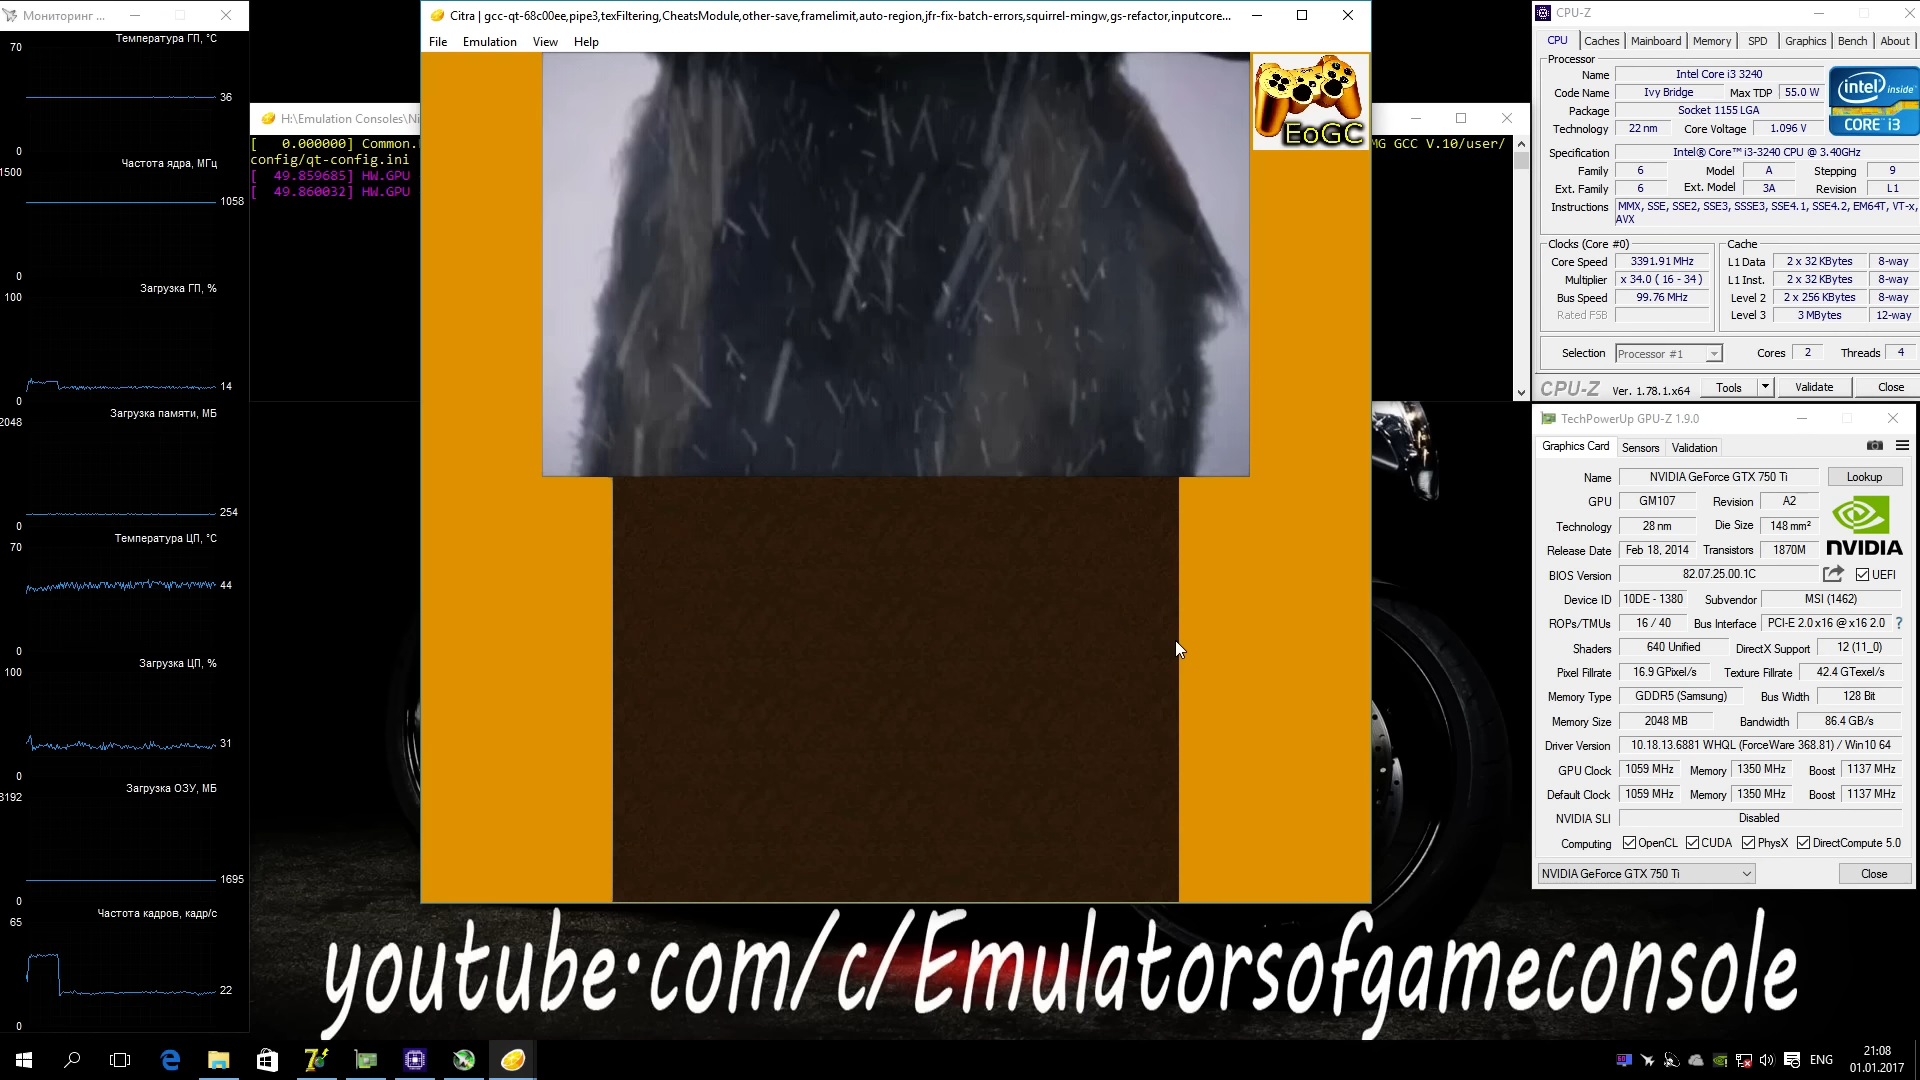 Мониторинг ...
Температура ГП, °C
70
36
0
Частота ядра, МГц
1500
1058
0
Загрузка ГП, %
100
14
0
Загрузка памяти, МБ
2048
254
0
Температура ЦП, °C
70
44
0
Загрузка ЦП, %
100
31
0
Загрузка ОЗУ, МБ
8192
1695
0
Частота кадров, кадр/с
65
22
0
H:\Emulation Consoles\Ni
[ 0.000000] Common.
MG GCC V.10/user/
config/qt-config.ini
[ 49.859685] HW.GPU
[ 49.860032] HW.GPU
Citra | gcc-qt-68c00ee,pipe3,texFiltering,CheatsModule,other-save,framelimit,auto-region,jfr-fix-batch-errors,squirrel-mingw,gs-refactor,inputcore...
File Emulation View Help
EoGC
CPU-Z
CPU Caches Mainboard Memory SPD Graphics Bench About
Processor
Name Intel Core i3 3240
Code Name Ivy Bridge Max TDP 55.0 W
Package Socket 1155 LGA
Technology 22 nm Core Voltage 1.096 V
intel inside
CORE i3
Specification Intel® Core™ i3-3240 CPU @ 3.40GHz
Family 6 Model A Stepping 9
Ext. Family 6 Ext. Model 3A Revision L1
Instructions MMX, SSE, SSE2, SSE3, SSSE3, SSE4.1, SSE4.2, EM64T, VT-x,
AVX
Clocks (Core #0)
Core Speed 3391.91 MHz
Multiplier x 34.0 ( 16 - 34 )
Bus Speed 99.76 MHz
Rated FSB
Cache
L1 Data 2 x 32 KBytes 8-way
L1 Inst. 2 x 32 KBytes 8-way
Level 2 2 x 256 KBytes 8-way
Level 3 3 MBytes 12-way
Selection Processor #1 Cores 2 Threads 4
CPU-Z Ver. 1.78.1.x64 Tools Validate Close
TechPowerUp GPU-Z 1.9.0
Graphics Card Sensors Validation
Name NVIDIA GeForce GTX 750 Ti Lookup
GPU GM107 Revision A2
Technology 28 nm Die Size 148 mm²
Release Date Feb 18, 2014 Transistors 1870M
NVIDIA
BIOS Version 82.07.25.00.1C UEFI
Device ID 10DE - 1380 Subvendor MSI (1462)
ROPs/TMUs 16 / 40 Bus Interface PCI-E 2.0 x16 @ x16 2.0 ?
Shaders 640 Unified DirectX Support 12 (11_0)
Pixel Fillrate 16.9 GPixel/s Texture Fillrate 42.4 GTexel/s
Memory Type GDDR5 (Samsung) Bus Width 128 Bit
Memory Size 2048 MB Bandwidth 86.4 GB/s
Driver Version 10.18.13.6881 WHQL (ForceWare 368.81) / Win10 64
GPU Clock 1059 MHz Memory 1350 MHz Boost 1137 MHz
Default Clock 1059 MHz Memory 1350 MHz Boost 1137 MHz
NVIDIA SLI Disabled
Computing OpenCL CUDA PhysX DirectCompute 5.0
NVIDIA GeForce GTX 750 Ti Close
youtube.com/c/Emulatorsofgameconsole
ENG
21:08
01.01.2017